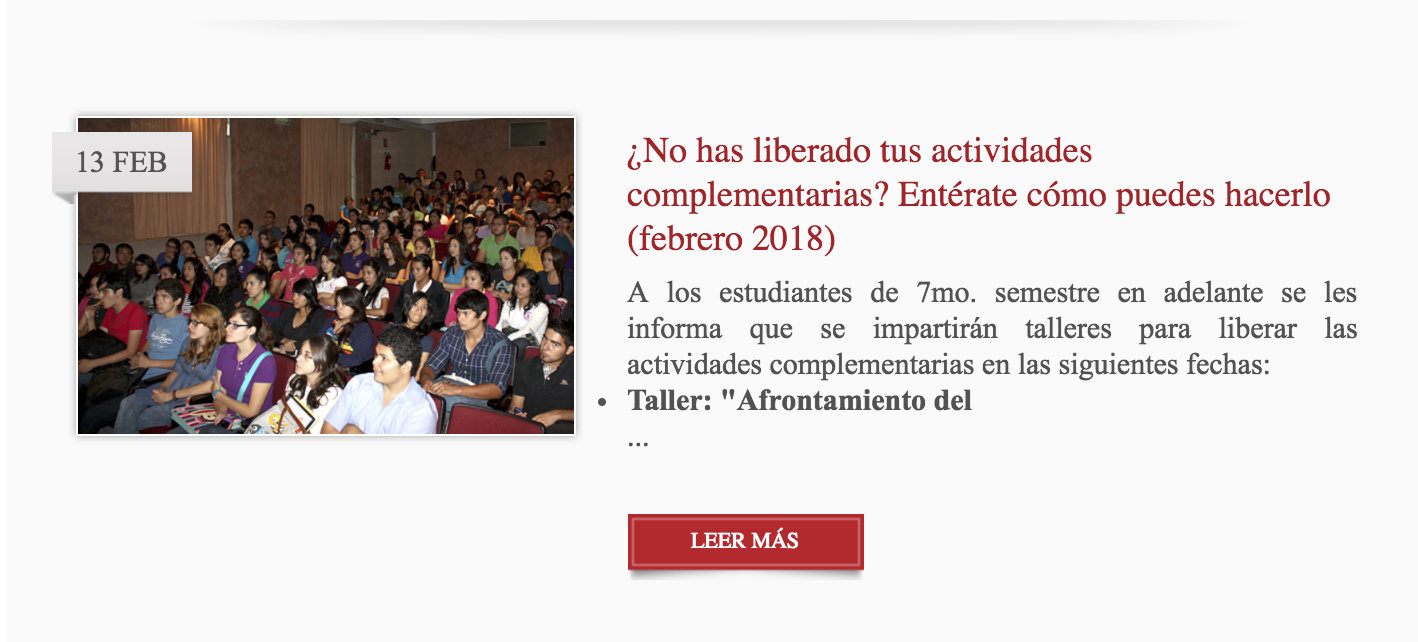 13 FEB
¿No has liberado tus actividades
complementarias? Entérate cómo puedes hacerlo
(febrero 2018)
A los estudiantes de 7mo. semestre en adelante se les
informa que se impartirán talleres para liberar las
actividades complementarias en las siguientes fechas:
• Taller: "Afrontamiento del
...
LEER MÁS